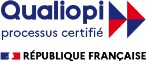 Qualiopi
processus certifié
RÉPUBLIQUE FRANÇAISE